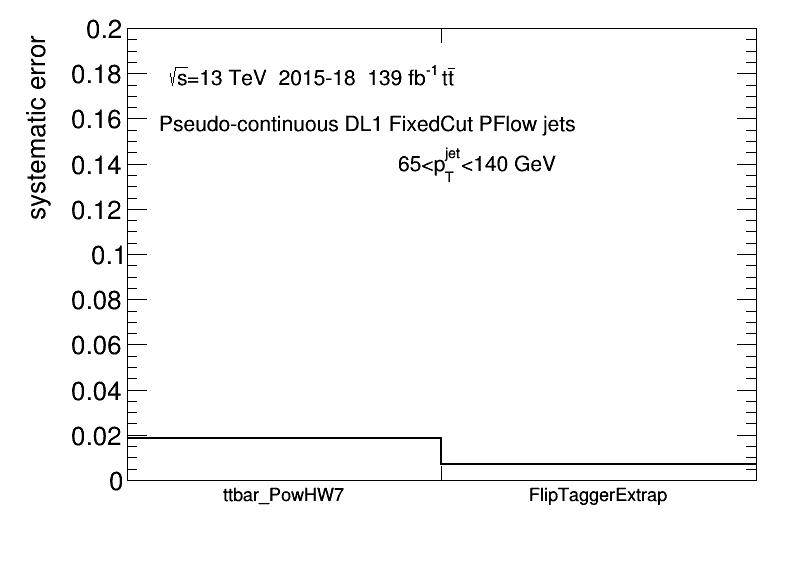 systematic error
0.2
0.18
0.16
0.14
0.12
0.1
0.08
0.06
0.04
0.02
0
√s=13 TeV 2015-18 139 fb⁻¹ tt̄
Pseudo-continuous DL1 FixedCut PFlow jets
65<p_T^jet<140 GeV
ttbar_PowHW7 FlipTaggerExtrap